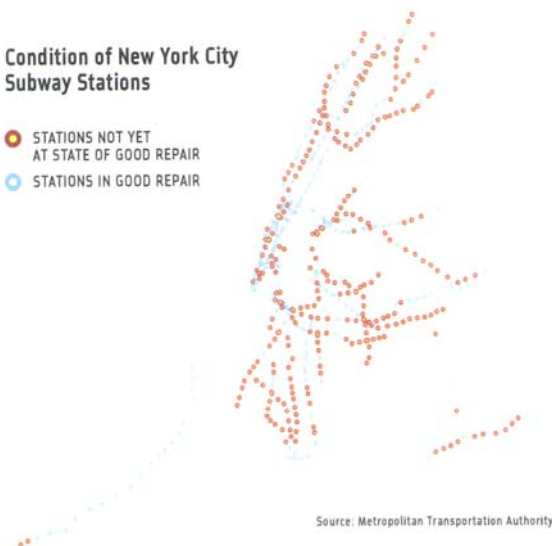 Condition of New York City
Subway Stations
STATIONS NOT YET
AT STATE OF GOOD REPAIR
STATIONS IN GOOD REPAIR
Source: Metropolitan Transportation Authority